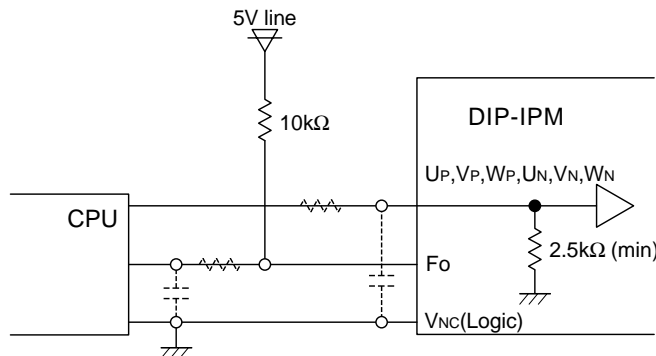 5V line
10kΩ
DIP-IPM
UP,VP,WP,UN,VN,WN
CPU
2.5kΩ (min)
Fo
VNC(Logic)